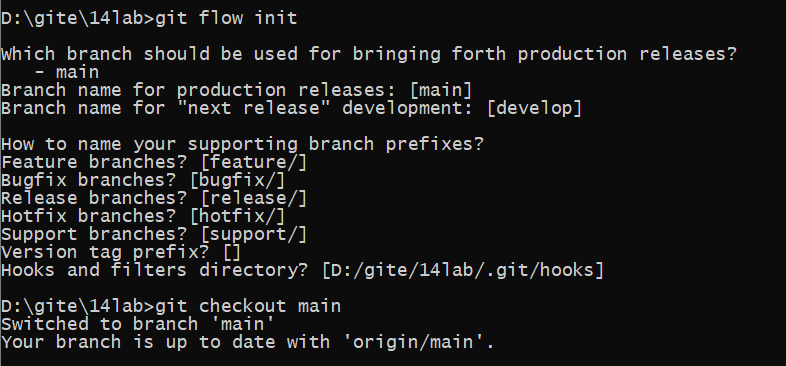 D:\gite\14lab>git flow init
Which branch should be used for bringing forth production releases?
   - main
Branch name for production releases: [main]
Branch name for "next release" development: [develop]
How to name your supporting branch prefixes?
Feature branches? [feature/]
Bugfix branches? [bugfix/]
Release branches? [release/]
Hotfix branches? [hotfix/]
Support branches? [support/]
Version tag prefix? []
Hooks and filters directory? [D:/gite/14lab/.git/hooks]
D:\gite\14lab>git checkout main
Switched to branch 'main'
Your branch is up to date with 'origin/main'.